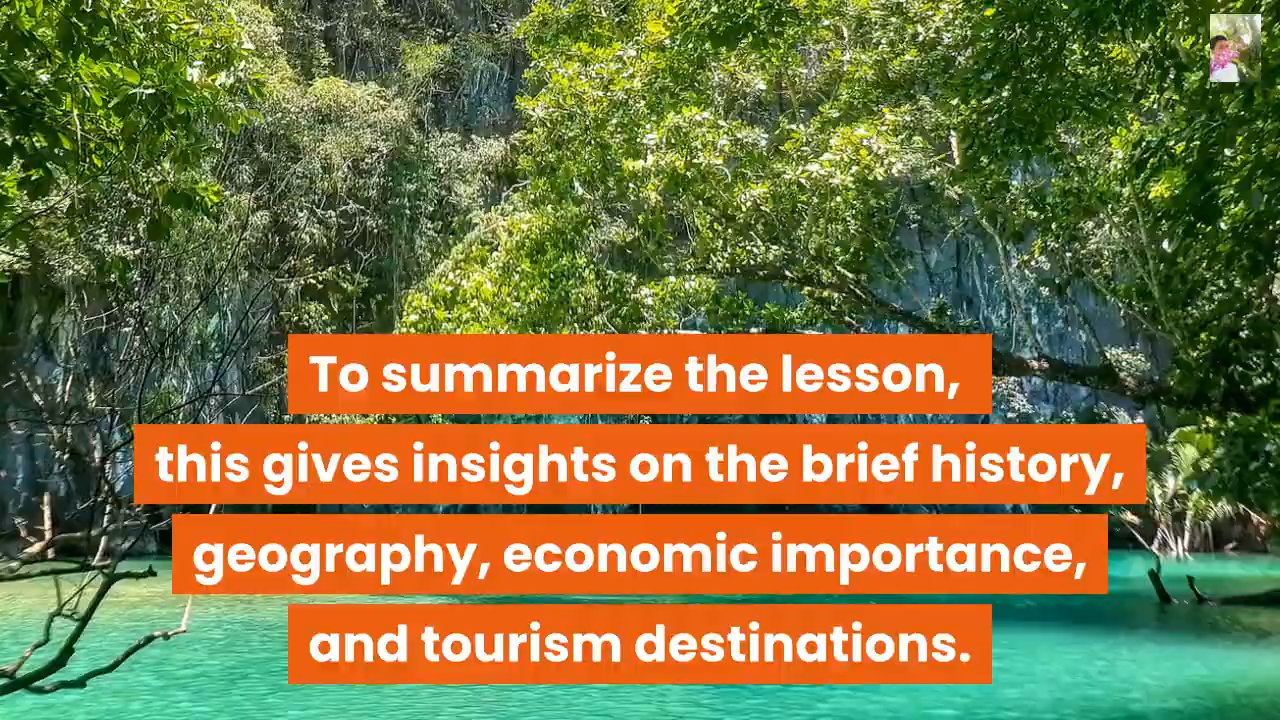 To summarize the lesson,
this gives insights on the brief history,
geography, economic importance,
and tourism destinations.